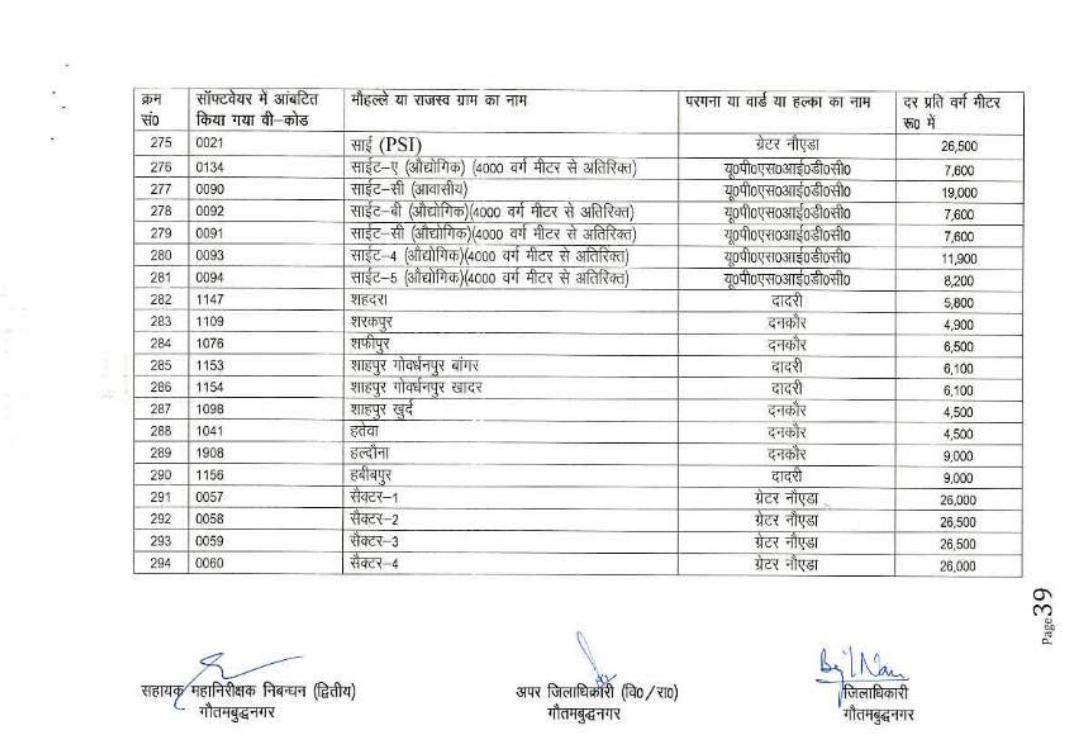 क्रम सं0 सॉफ्टवेयर में आंबटित किया गया वी–कोड मौहल्ले या राजस्व ग्राम का नाम परगना या वार्ड या हल्का का नाम दर प्रति वर्ग मीटर रू0 में
275 0021 साई (PSI) ग्रेटर नौएडा 26,500
276 0134 साईट–ए (औद्योगिक) (4000 वर्ग मीटर से अतिरिक्त) यू0पी0एस0आई0डी0सी0 7,600
277 0090 साईट–सी (आवासीय) यू0पी0एस0आई0डी0सी0 19,000
278 0092 साईट–बी (औद्योगिक)(4000 वर्ग मीटर से अतिरिक्त) यू0पी0एस0आई0डी0सी0 7,600
279 0091 साईट–सी (औद्योगिक)(4000 वर्ग मीटर से अतिरिक्त) यू0पी0एस0आई0डी0सी0 7,600
280 0093 साईट–4 (औद्योगिक)(4000 वर्ग मीटर से अतिरिक्त) यू0पी0एस0आई0डी0सी0 11,900
281 0094 साईट–5 (औद्योगिक)(4000 वर्ग मीटर से अतिरिक्त) यू0पी0एस0आई0डी0सी0 8,200
282 1147 शहदरा दादरी 5,800
283 1109 शरकपुर दनकौर 4,900
284 1076 शफीपुर दनकौर 6,500
285 1153 शाहपुर गोवर्धनपुर बांगर दादरी 6,100
286 1154 शाहपुर गोवर्धनपुर खादर दादरी 6,100
287 1098 शाहपुर खुर्द दनकौर 4,500
288 1041 हतेवा दनकौर 4,500
289 1908 हल्दौना दनकौर 9,000
290 1156 हबीबपुर दादरी 9,000
291 0057 सैक्टर–1 ग्रेटर नौएडा 26,000
292 0058 सैक्टर–2 ग्रेटर नौएडा 26,500
293 0059 सैक्टर–3 ग्रेटर नौएडा 26,500
294 0060 सैक्टर–4 ग्रेटर नौएडा 26,000
Page39
सहायक महानिरीक्षक निबन्धन (द्वितीय) अपर जिलाधिकारी (वि0/रा0) जिलाधिकारी
गौतमबुद्धनगर गौतमबुद्धनगर गौतमबुद्धनगर